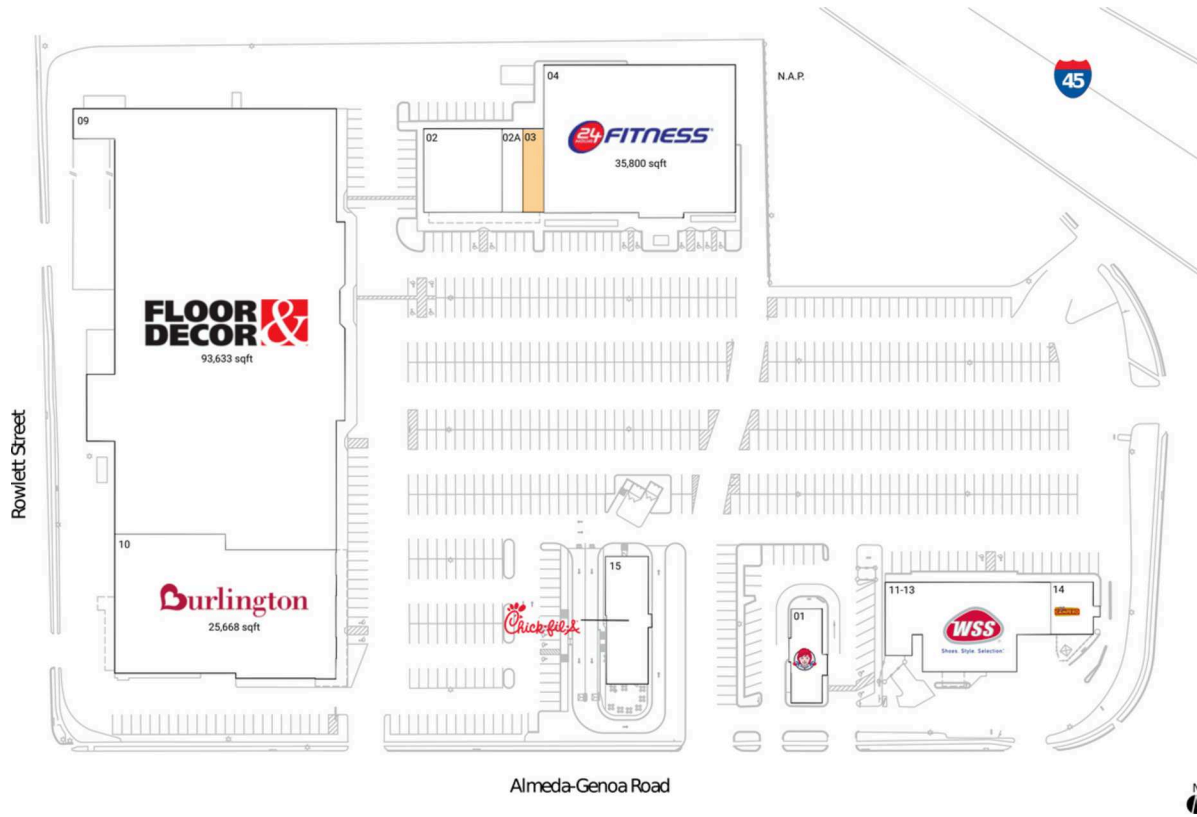 45
N.A.P.
04
24
FITNESS
35,800 sqft
09
02
02A
03
FLOOR &
DECOR
93,633 sqft
Rowlett Street
10
Burlington
25,668 sqft
15
Chick-fil-A
01
11-13
WSS
Shoes. Style. Selection.
14
Almeda-Genoa Road
N